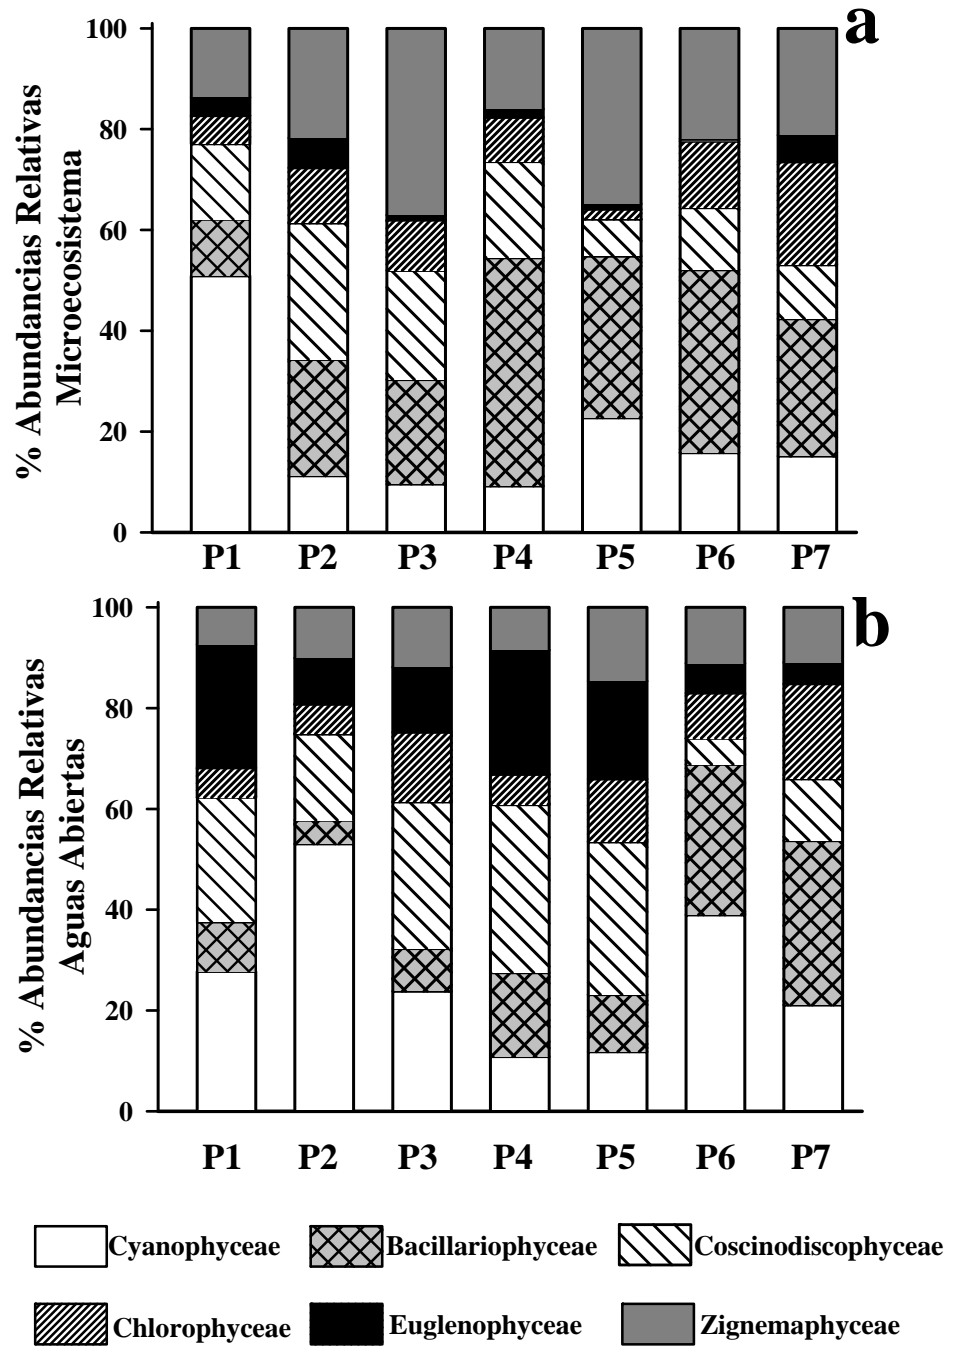 a
% Abundancias Relativas
Microecosistema
100
80
60
40
20
0
P1 P2 P3 P4 P5 P6 P7
b
% Abundancias Relativas
Aguas Abiertas
100
80
60
40
20
0
P1 P2 P3 P4 P5 P6 P7
Cyanophyceae Bacillariophyceae Coscinodiscophyceae
Chlorophyceae Euglenophyceae Zignemaphyceae